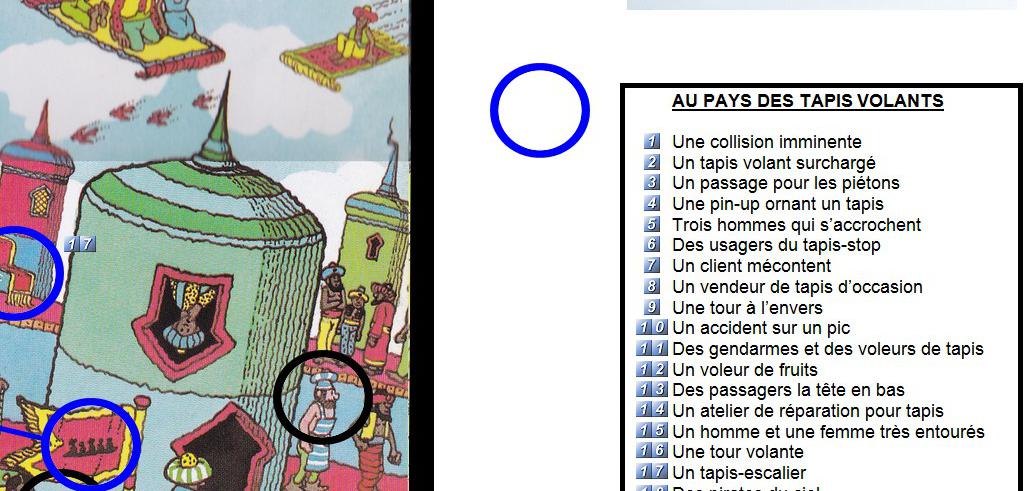 17
AU PAYS DES TAPIS VOLANTS
1 Une collision imminente
2 Un tapis volant surchargé
3 Un passage pour les piétons
4 Une pin-up ornant un tapis
5 Trois hommes qui s’accrochent
6 Des usagers du tapis-stop
7 Un client mécontent
8 Un vendeur de tapis d’occasion
9 Une tour à l’envers
10 Un accident sur un pic
11 Des gendarmes et des voleurs de tapis
12 Un voleur de fruits
13 Des passagers la tête en bas
14 Un atelier de réparation pour tapis
15 Un homme et une femme très entourés
16 Une tour volante
17 Un tapis-escalier